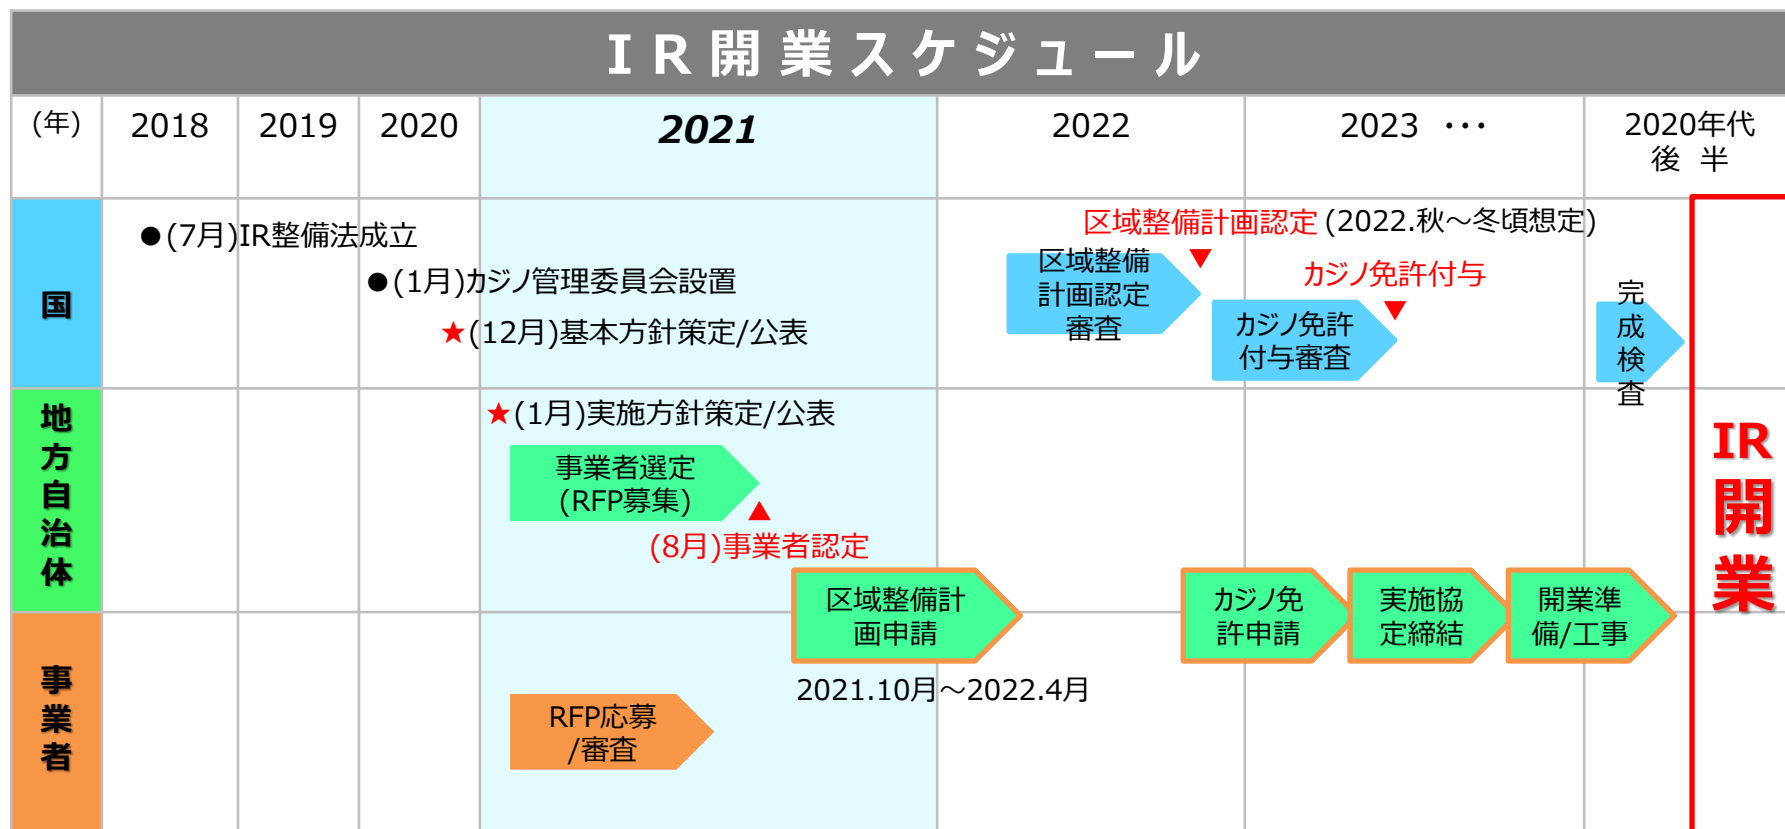 IR開業スケジュール
(年)
2018
2019
2020
2021
2022
2023 ･･･
2020年代
後 半
国
●(7月)IR整備法成立
●(1月)カジノ管理委員会設置
★(12月)基本方針策定/公表
区域整備計画認定(2022.秋～冬頃想定)
区域整備
計画認定
審査
カジノ免許付与
カジノ免許
付与審査
完
成
検
査
地
方
自
治
体
★(1月)実施方針策定/公表
事業者選定
(RFP募集)
(8月)事業者認定
区域整備計
画申請
2021.10月～2022.4月
カジノ免
許申請
実施協
定締結
開業準
備/工事
IR
開
業
事
業
者
RFP応募
/審査